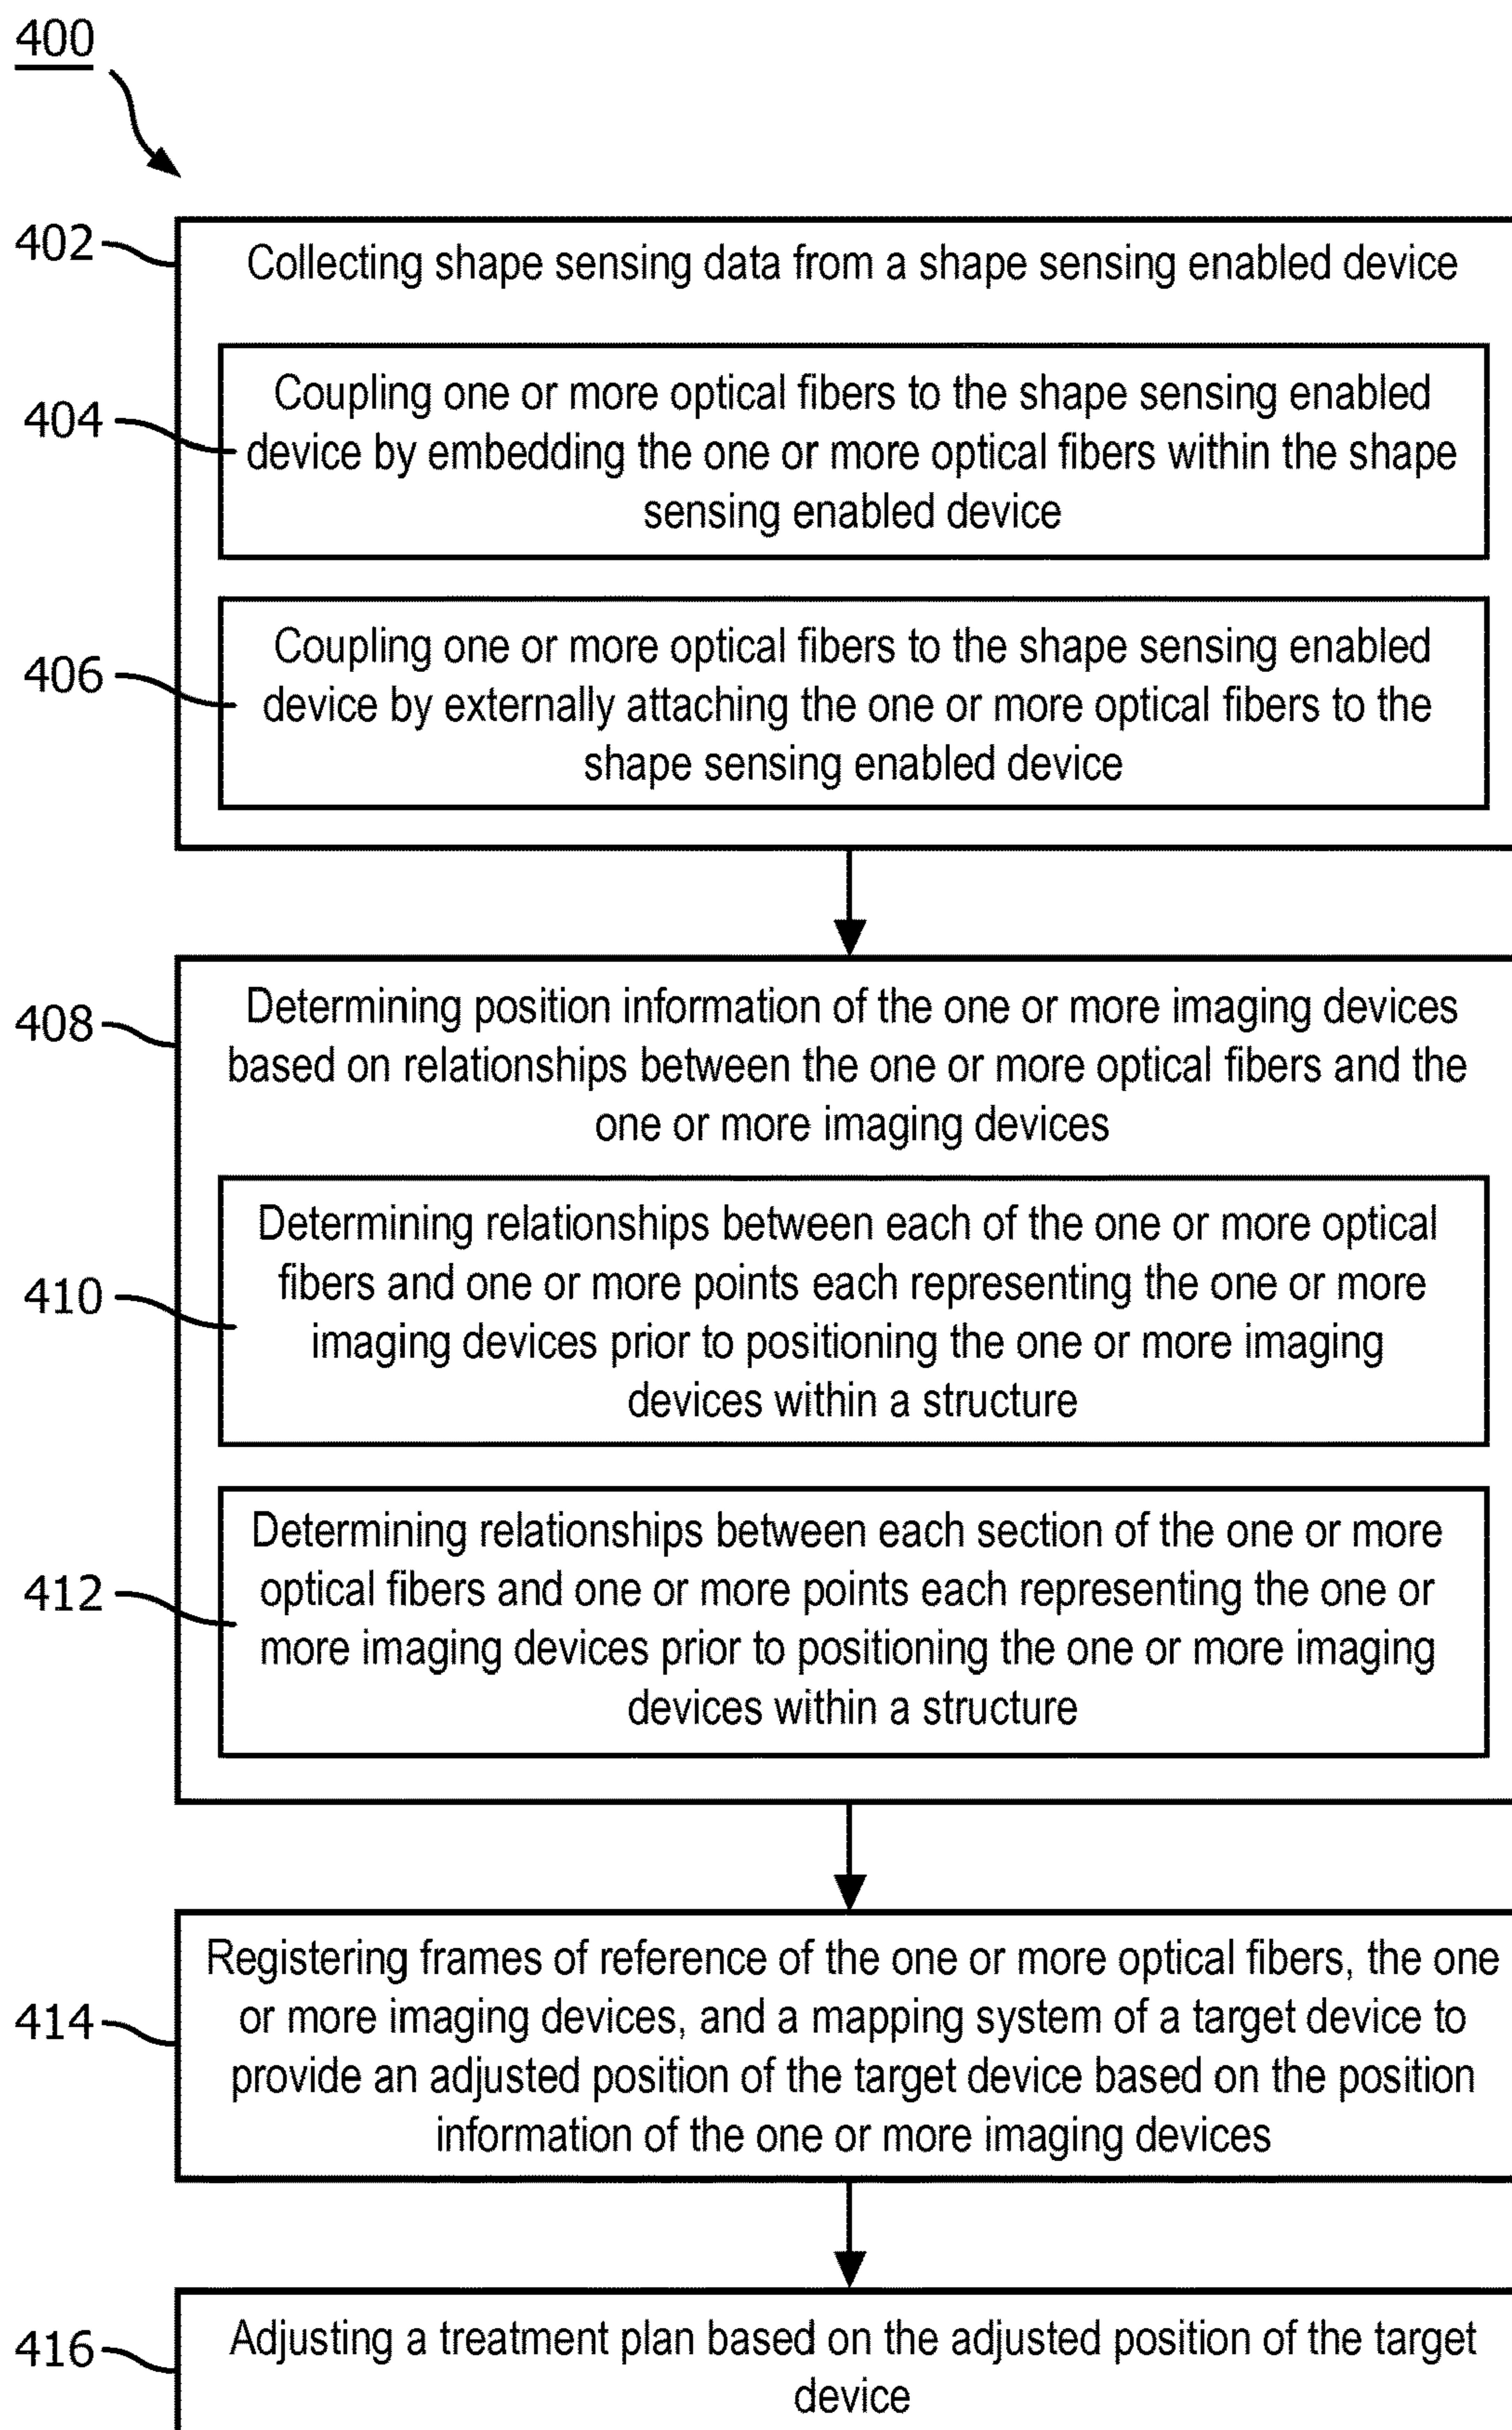 400
402
Collecting shape sensing data from a shape sensing enabled device
404
Coupling one or more optical fibers to the shape sensing enabled
device by embedding the one or more optical fibers within the shape
sensing enabled device
406
Coupling one or more optical fibers to the shape sensing enabled
device by externally attaching the one or more optical fibers to the
shape sensing enabled device
408
Determining position information of the one or more imaging devices
based on relationships between the one or more optical fibers and the
one or more imaging devices
410
Determining relationships between each of the one or more optical
fibers and one or more points each representing the one or more
imaging devices prior to positioning the one or more imaging
devices within a structure
412
Determining relationships between each section of the one or more
optical fibers and one or more points each representing the one or
more imaging devices prior to positioning the one or more imaging
devices within a structure
414
Registering frames of reference of the one or more optical fibers, the one
or more imaging devices, and a mapping system of a target device to
provide an adjusted position of the target device based on the position
information of the one or more imaging devices
416
Adjusting a treatment plan based on the adjusted position of the target
device